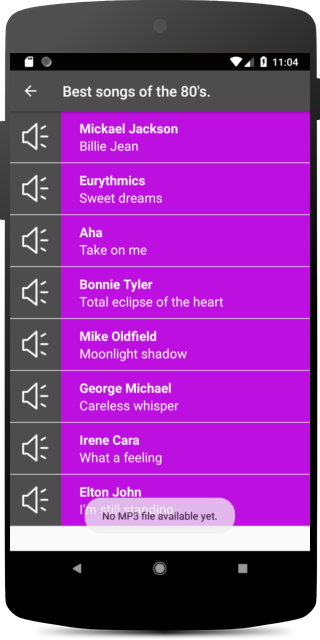 11:04
Best songs of the 80's.
Mickael Jackson
Billie Jean
Eurythmics
Sweet dreams
Aha
Take on me
Bonnie Tyler
Total eclipse of the heart
Mike Oldfield
Moonlight shadow
George Michael
Careless whisper
Irene Cara
What a feeling
Elton John
I'm still standing
No MP3 file available yet.